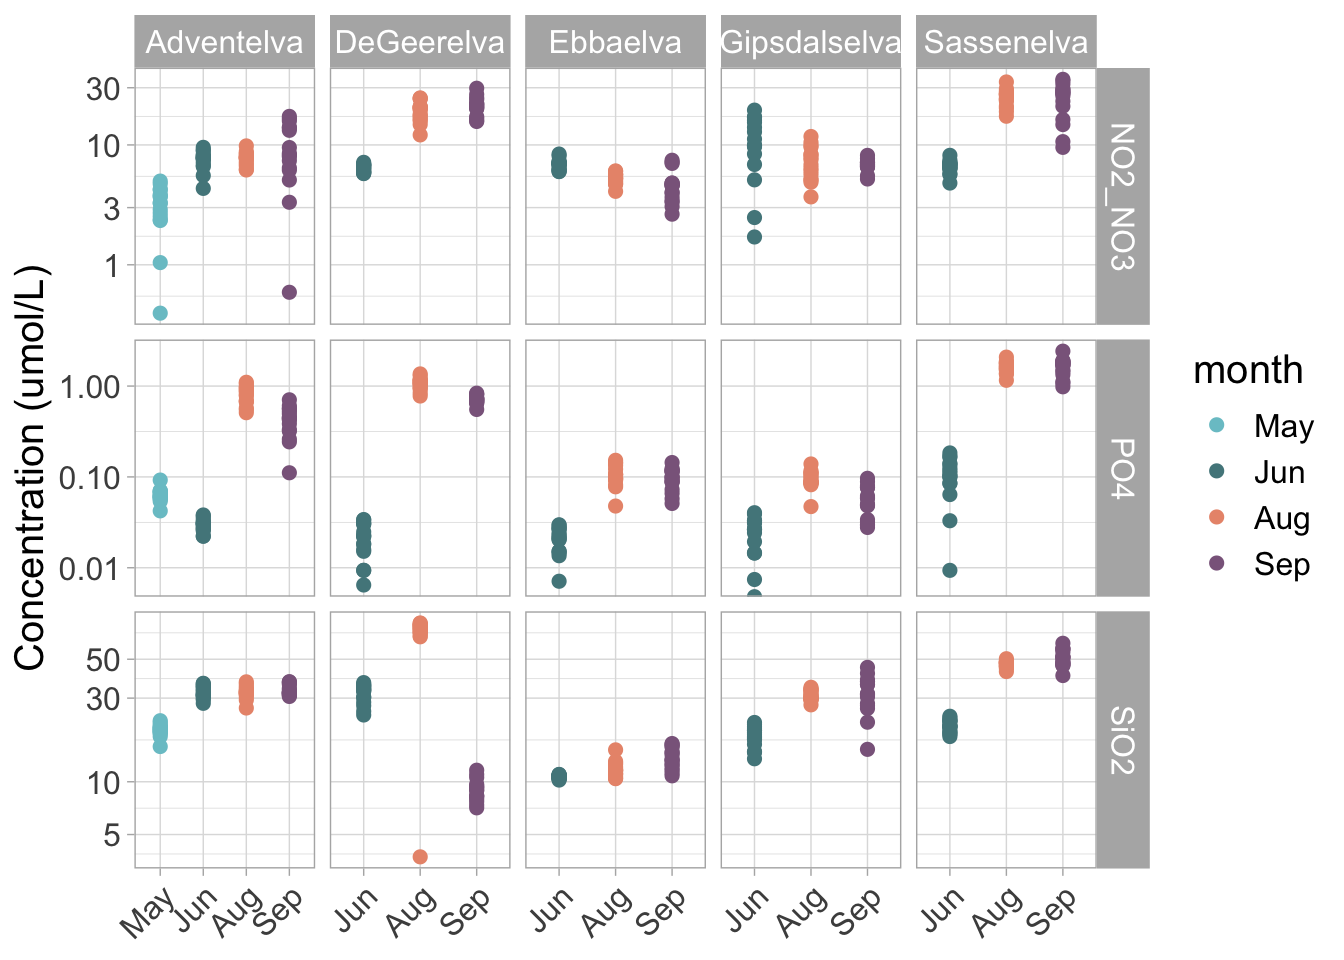 Adventelva DeGeerelva Ebbaelva Gipsdalselva Sassenelva
Concentration (umol/L)
30
10
3
1
NO2_NO3
1.00
0.10
0.01
PO4
50
30
10
5
SiO2
May Jun Aug Sep Jun Aug Sep Jun Aug Sep Jun Aug Sep Jun Aug Sep
month
May
Jun
Aug
Sep